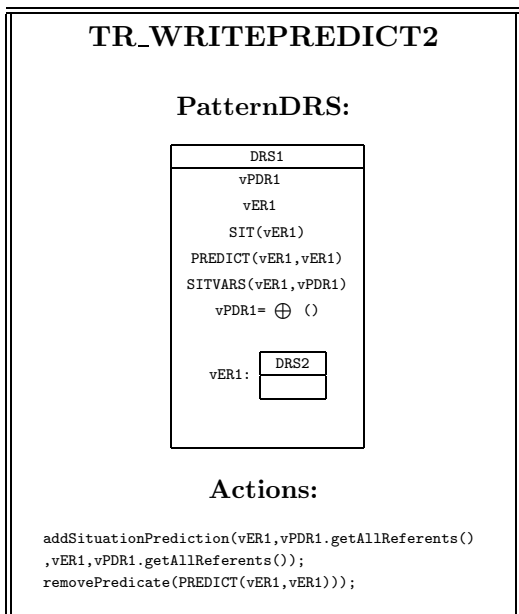 TR_WRITEPREDICT2
PatternDRS:
DRS1
vPDR1
vER1
SIT(vER1)
PREDICT(vER1,vER1)
SITVARS(vER1,vPDR1)
vPDR1= ⊕ ()
vER1: DRS2
Actions:
addSituationPrediction(vER1,vPDR1.getAllReferents()
,vER1,vPDR1.getAllReferents());
removePredicate(PREDICT(vER1,vER1)));